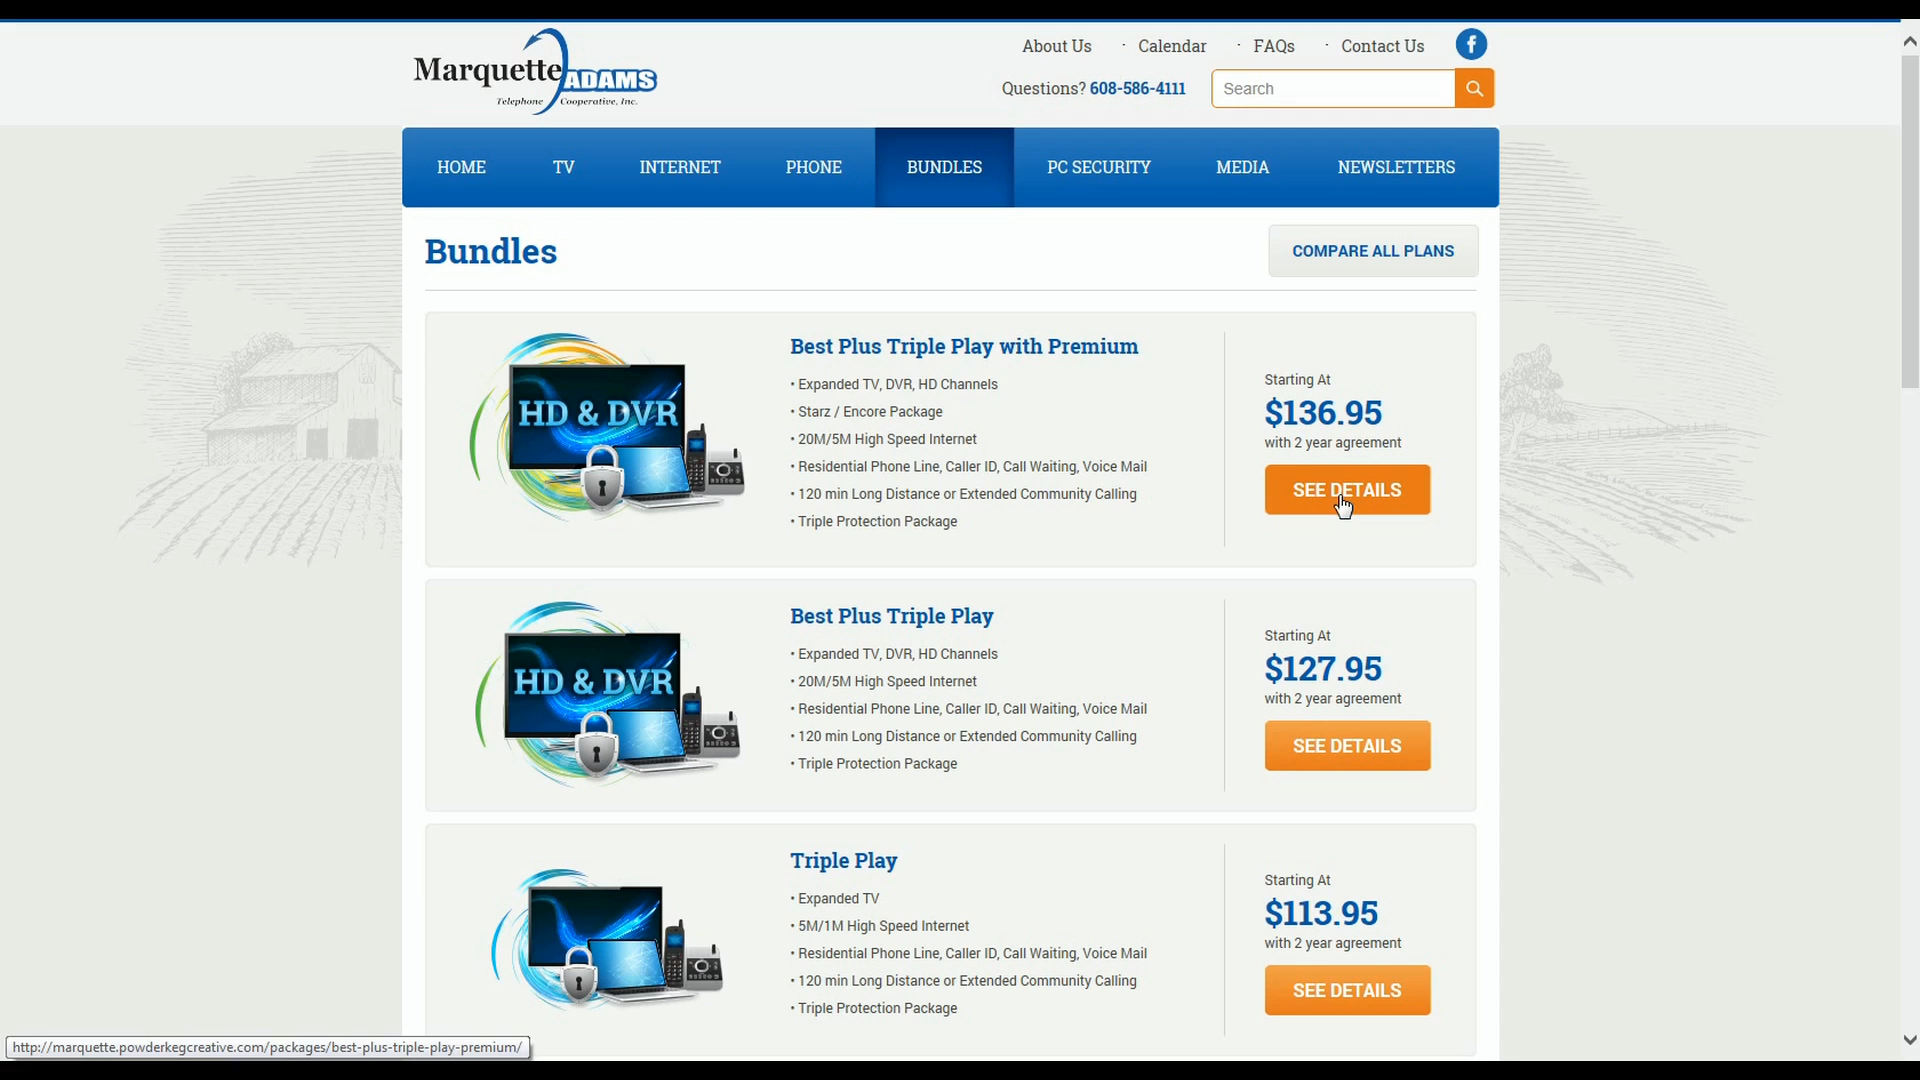 Marquette
ADAMS
Telephone Cooperative, Inc.
About Us · Calendar · FAQs · Contact Us
f
Questions? 608-586-4111
Search
HOME TV INTERNET PHONE BUNDLES PC SECURITY MEDIA NEWSLETTERS
Bundles
COMPARE ALL PLANS
HD & DVR
Best Plus Triple Play with Premium
• Expanded TV, DVR, HD Channels
• Starz / Encore Package
• 20M/5M High Speed Internet
• Residential Phone Line, Caller ID, Call Waiting, Voice Mail
• 120 min Long Distance or Extended Community Calling
• Triple Protection Package
Starting At
$136.95
with 2 year agreement
SEE DETAILS
HD & DVR
Best Plus Triple Play
• Expanded TV, DVR, HD Channels
• 20M/5M High Speed Internet
• Residential Phone Line, Caller ID, Call Waiting, Voice Mail
• 120 min Long Distance or Extended Community Calling
• Triple Protection Package
Starting At
$127.95
with 2 year agreement
SEE DETAILS
Triple Play
• Expanded TV
• 5M/1M High Speed Internet
• Residential Phone Line, Caller ID, Call Waiting, Voice Mail
• 120 min Long Distance or Extended Community Calling
• Triple Protection Package
Starting At
$113.95
with 2 year agreement
SEE DETAILS
http://marquette.powderkegcreative.com/packages/best-plus-triple-play-premium/